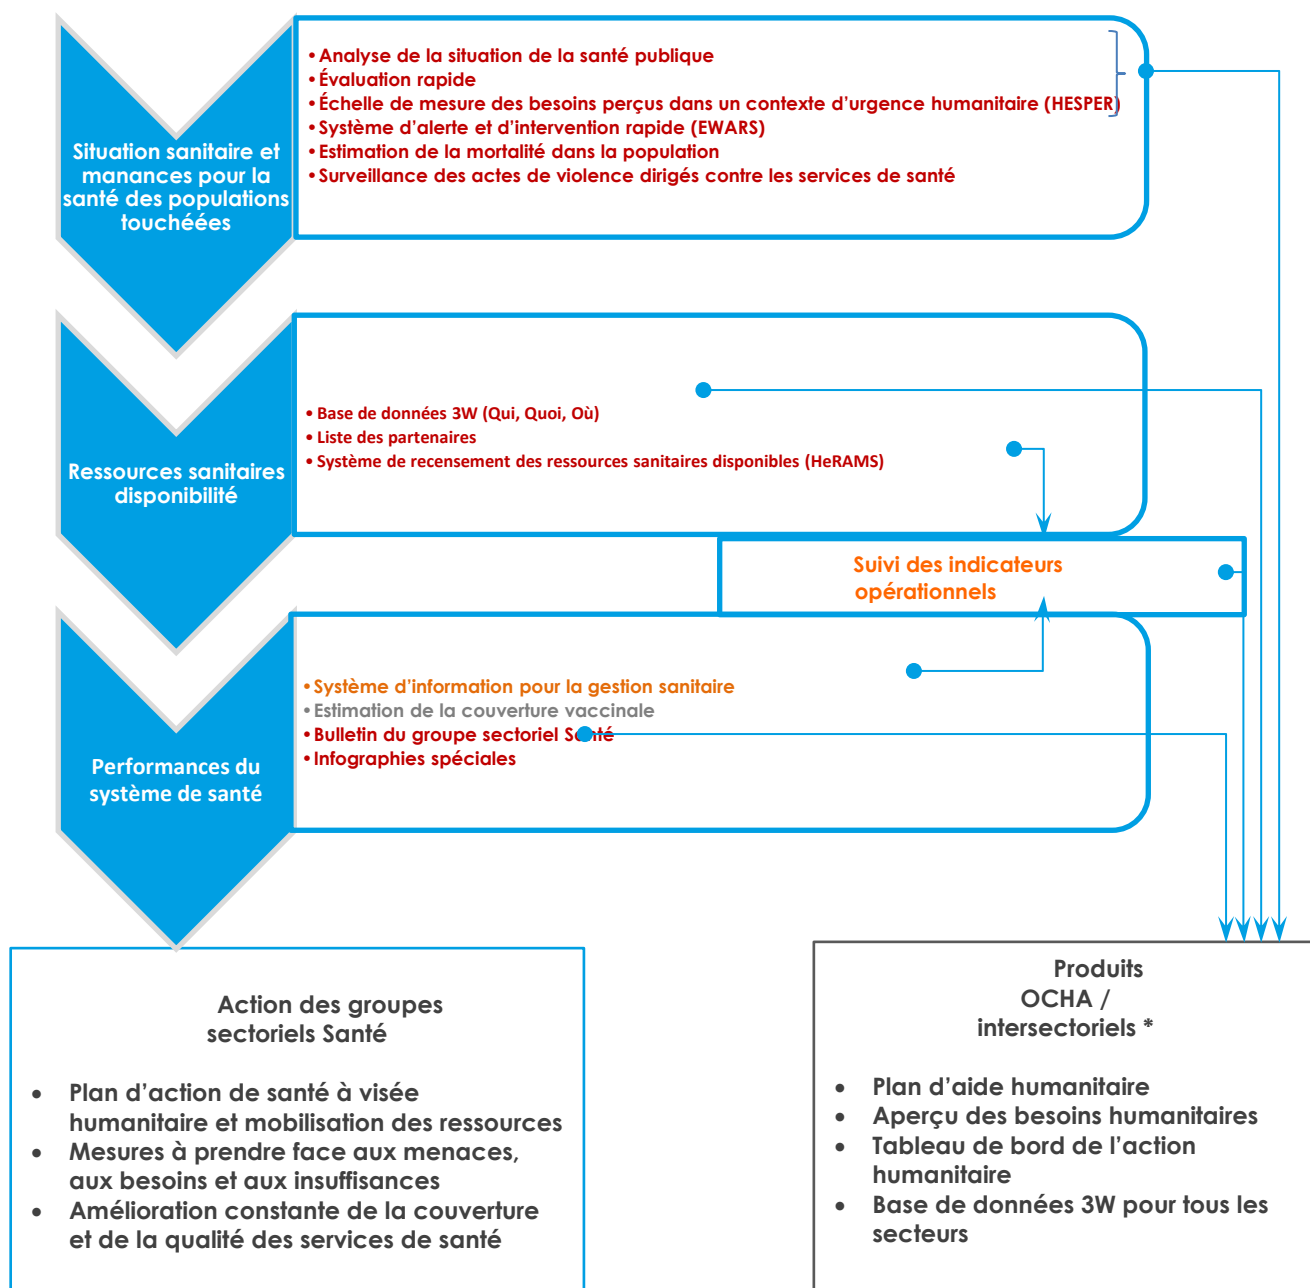 Situation sanitaire et
manances pour la
santé des populations
touchéées
• Analyse de la situation de la santé publique
• Évaluation rapide
• Échelle de mesure des besoins perçus dans un contexte d'urgence humanitaire (HESPER)
• Système d'alerte et d'intervention rapide (EWARS)
• Estimation de la mortalité dans la population
• Surveillance des actes de violence dirigés contre les services de santé
Ressources sanitaires
disponibilité
• Base de données 3W (Qui, Quoi, Où)
• Liste des partenaires
• Système de recensement des ressources sanitaires disponibles (HeRAMS)
Suivi des indicateurs
opérationnels
Performances du
système de santé
• Système d'information pour la gestion sanitaire
• Estimation de la couverture vaccinale
• Bulletin du groupe sectoriel Santé
• Infographies spéciales
Action des groupes
sectoriels Santé
• Plan d'action de santé à visée
humanitaire et mobilisation des ressources
• Mesures à prendre face aux menaces,
aux besoins et aux insuffisances
• Amélioration constante de la couverture
et de la qualité des services de santé
Produits
OCHA /
intersectoriels *
• Plan d'aide humanitaire
• Aperçu des besoins humanitaires
• Tableau de bord de l'action
humanitaire
• Base de données 3W pour tous les
secteurs